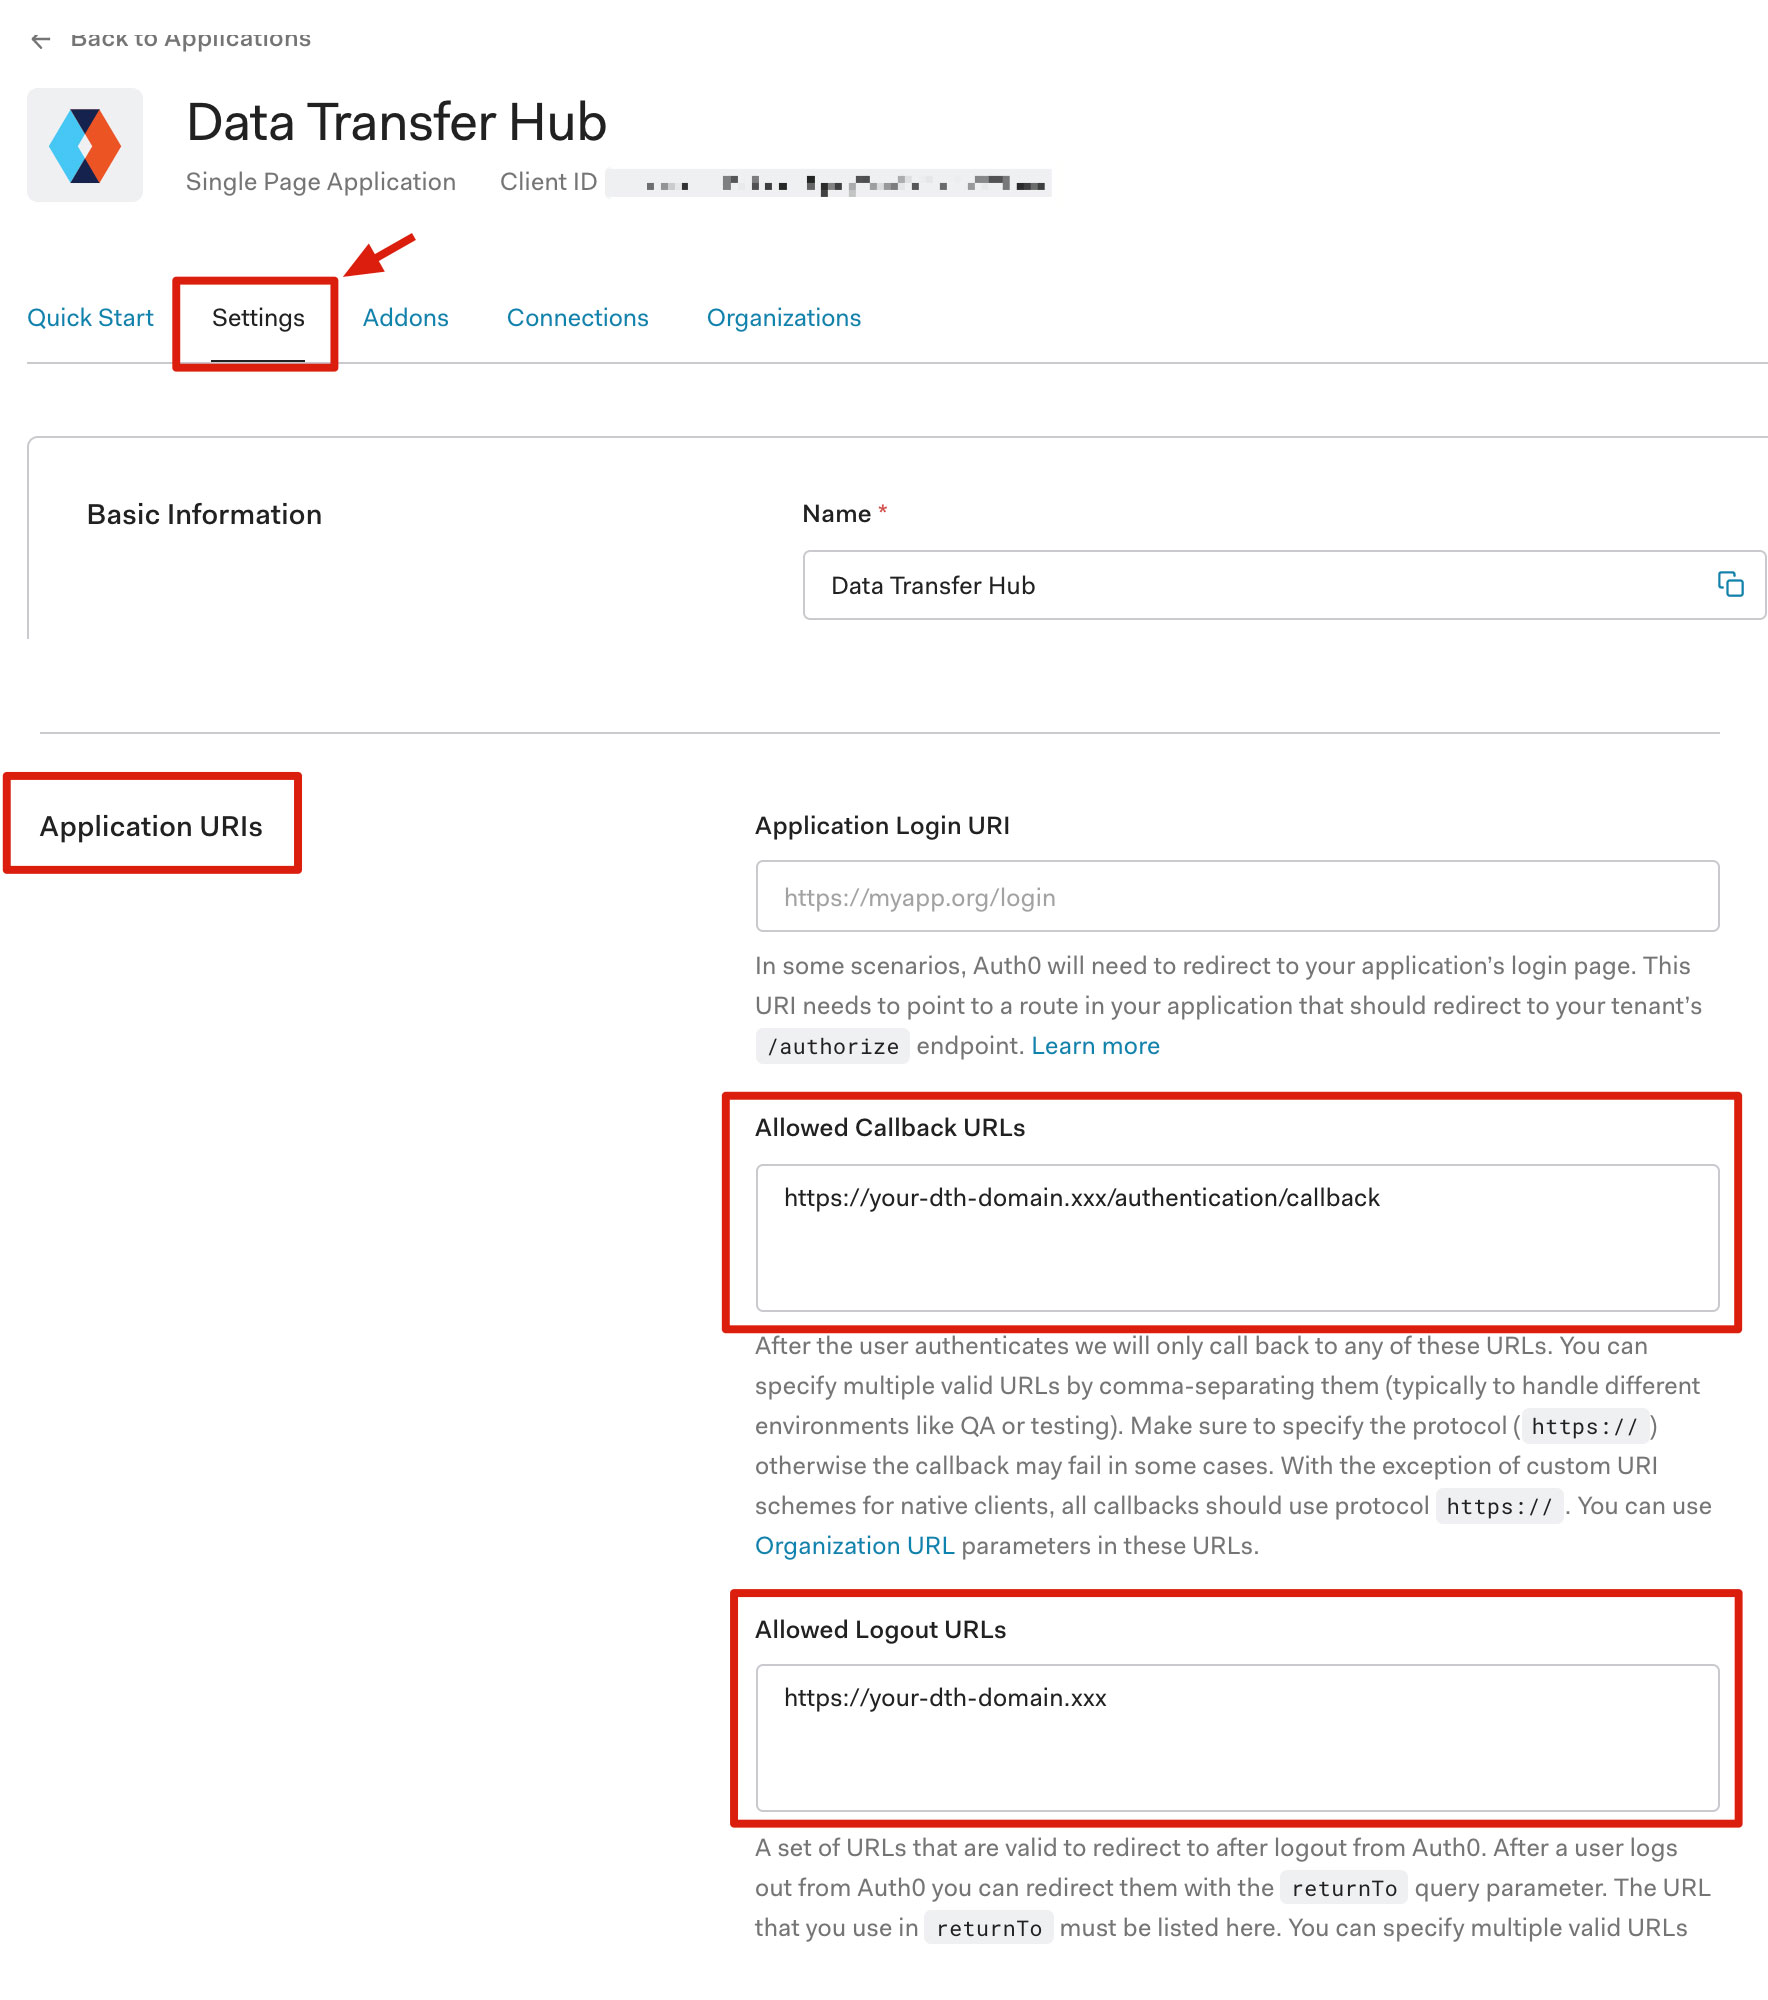 Back to Applications
Data Transfer Hub
Single Page Application Client ID
Quick Start Settings Addons Connections Organizations
Basic Information
Name *
Data Transfer Hub
Application URIs
Application Login URI
https://myapp.org/login
In some scenarios, Auth0 will need to redirect to your application’s login page. This
URI needs to point to a route in your application that should redirect to your tenant’s
/authorize endpoint. Learn more
Allowed Callback URLs
https://your-dth-domain.xxx/authentication/callback
After the user authenticates we will only call back to any of these URLs. You can
specify multiple valid URLs by comma-separating them (typically to handle different
environments like QA or testing). Make sure to specify the protocol ( https:// )
otherwise the callback may fail in some cases. With the exception of custom URI
schemes for native clients, all callbacks should use protocol https:// . You can use
Organization URL parameters in these URLs.
Allowed Logout URLs
https://your-dth-domain.xxx
A set of URLs that are valid to redirect to after logout from Auth0. After a user logs
out from Auth0 you can redirect them with the returnTo query parameter. The URL
that you use in returnTo must be listed here. You can specify multiple valid URLs